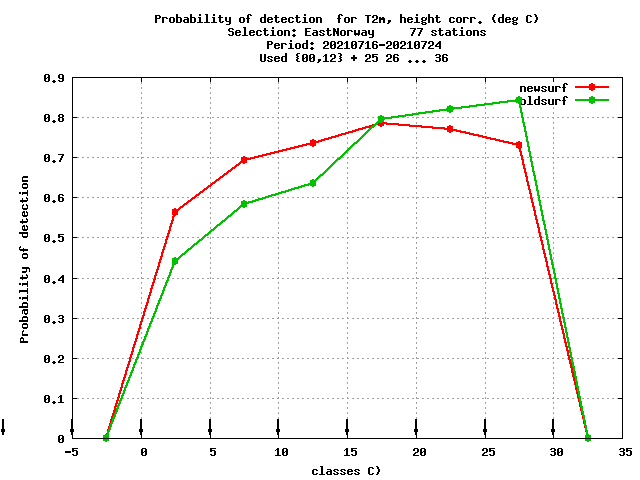 Probability of detection for T2m, height corr. (deg C)
Selection: EastNorway 77 stations
Period: 20210716-20210724
Used {00,12} + 25 26 ... 36
newsurf
oldsurf
Probability of detection
0.9
0.8
0.7
0.6
0.5
0.4
0.3
0.2
0.1
0
-5 0 5 10 15 20 25 30 35
classes C)